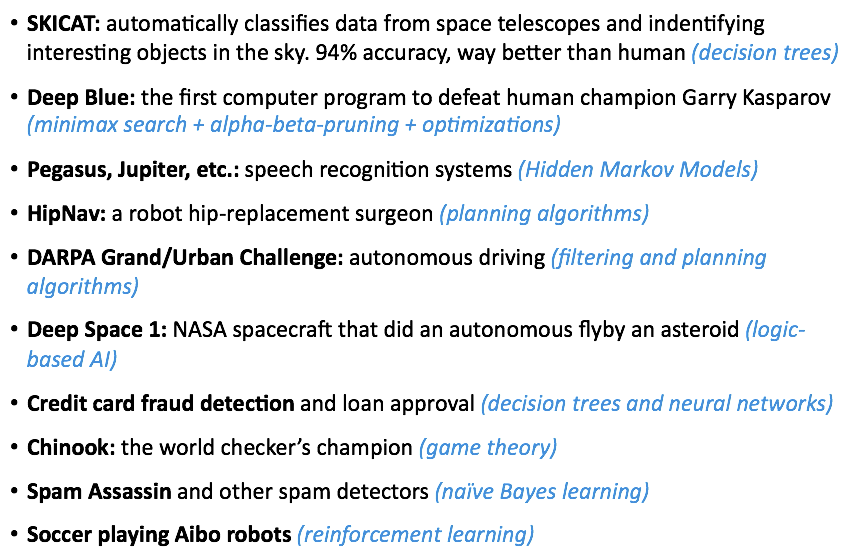 • SKICAT: automatically classifies data from space telescopes and indentifying
interesting objects in the sky. 94% accuracy, way better than human (decision trees)
• Deep Blue: the first computer program to defeat human champion Garry Kasparov
(minimax search + alpha-beta-pruning + optimizations)
• Pegasus, Jupiter, etc.: speech recognition systems (Hidden Markov Models)
• HipNav: a robot hip-replacement surgeon (planning algorithms)
• DARPA Grand/Urban Challenge: autonomous driving (filtering and planning
algorithms)
• Deep Space 1: NASA spacecraft that did an autonomous flyby an asteroid (logic-
based AI)
• Credit card fraud detection and loan approval (decision trees and neural networks)
• Chinook: the world checker’s champion (game theory)
• Spam Assassin and other spam detectors (naïve Bayes learning)
• Soccer playing Aibo robots (reinforcement learning)